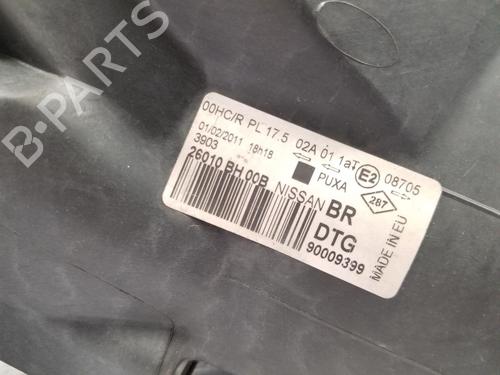 B-PARTS
00HC/R PL 17.5 02A 01 1aT E2 08705
01/02/2011 18h18
3903
PUXA
287
26010 BH 00B NISSAN BR
DTG
90009399
MADE IN EU